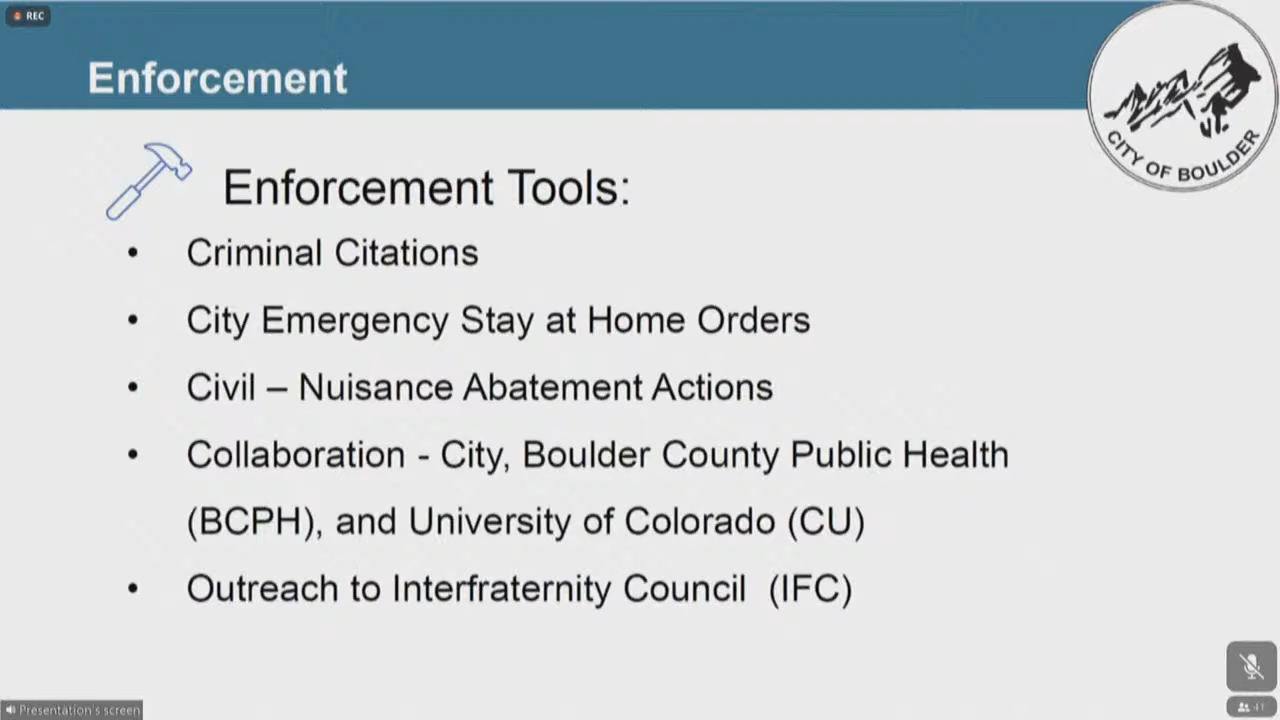 REC
Enforcement
CITY OF BOULDER
Enforcement Tools:
• Criminal Citations
• City Emergency Stay at Home Orders
• Civil – Nuisance Abatement Actions
• Collaboration - City, Boulder County Public Health
(BCPH), and University of Colorado (CU)
• Outreach to Interfraternity Council (IFC)
Presentation's screen
41